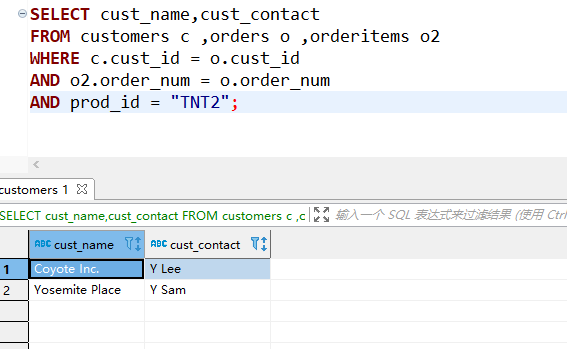 SELECT cust_name,cust_contact
FROM customers c ,orders o ,orderitems o2
WHERE c.cust_id = o.cust_id
AND o2.order_num = o.order_num
AND prod_id = "TNT2";
customers 1
SELECT cust_name,cust_contact FROM customers c ,c 输入一个 SQL 表达式来过滤结果 (使用 Ctrl
ABC cust_name ABC cust_contact
1 Coyote Inc. Y Lee
2 Yosemite Place Y Sam